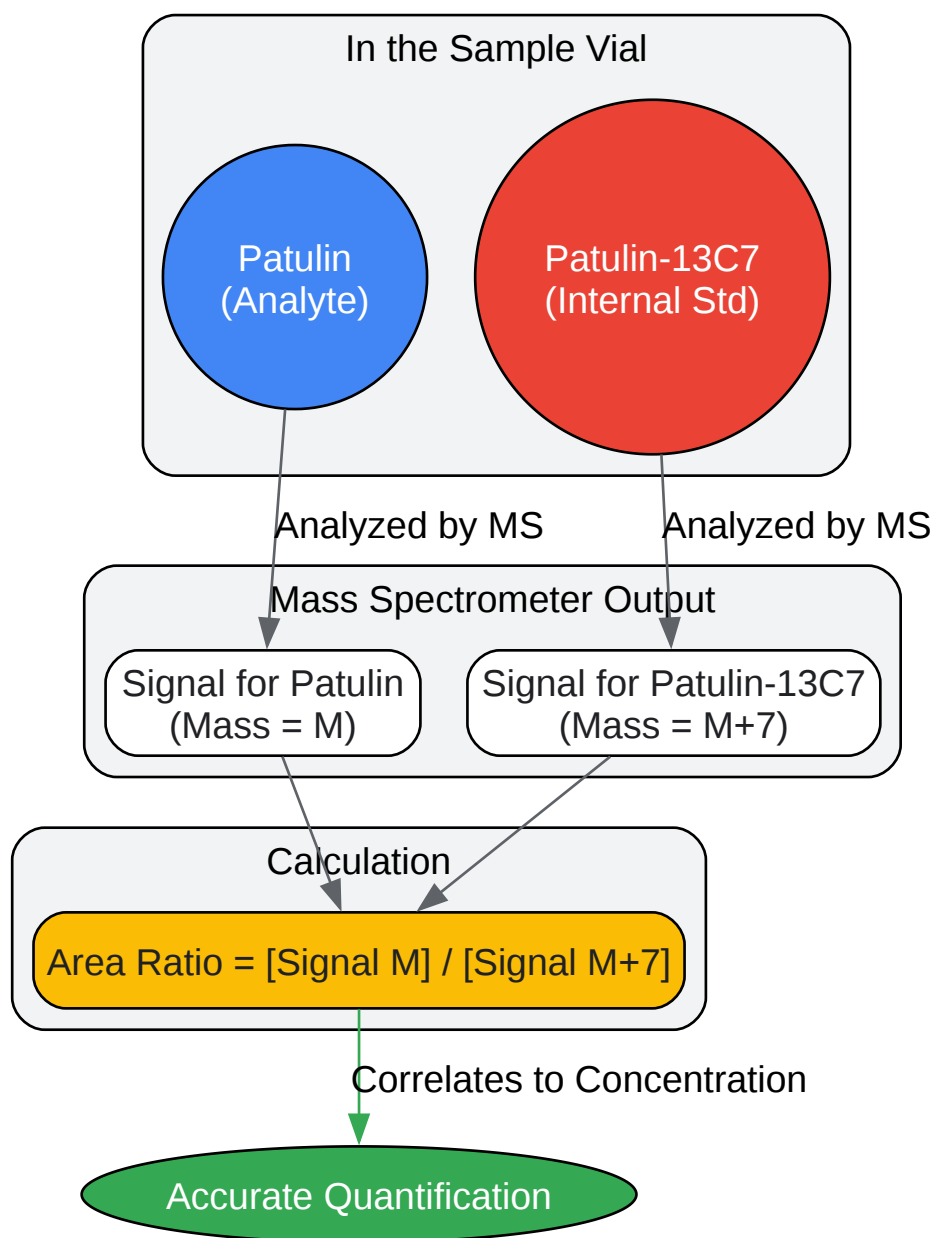 In the Sample Vial
Patulin
(Analyte)
Patulin-13C7
(Internal Std)
Analyzed by MS
Analyzed by MS
Mass Spectrometer Output
Signal for Patulin
(Mass = M)
Signal for Patulin-13C7
(Mass = M+7)
Calculation
Area Ratio = [Signal M] / [Signal M+7]
Correlates to Concentration
Accurate Quantification